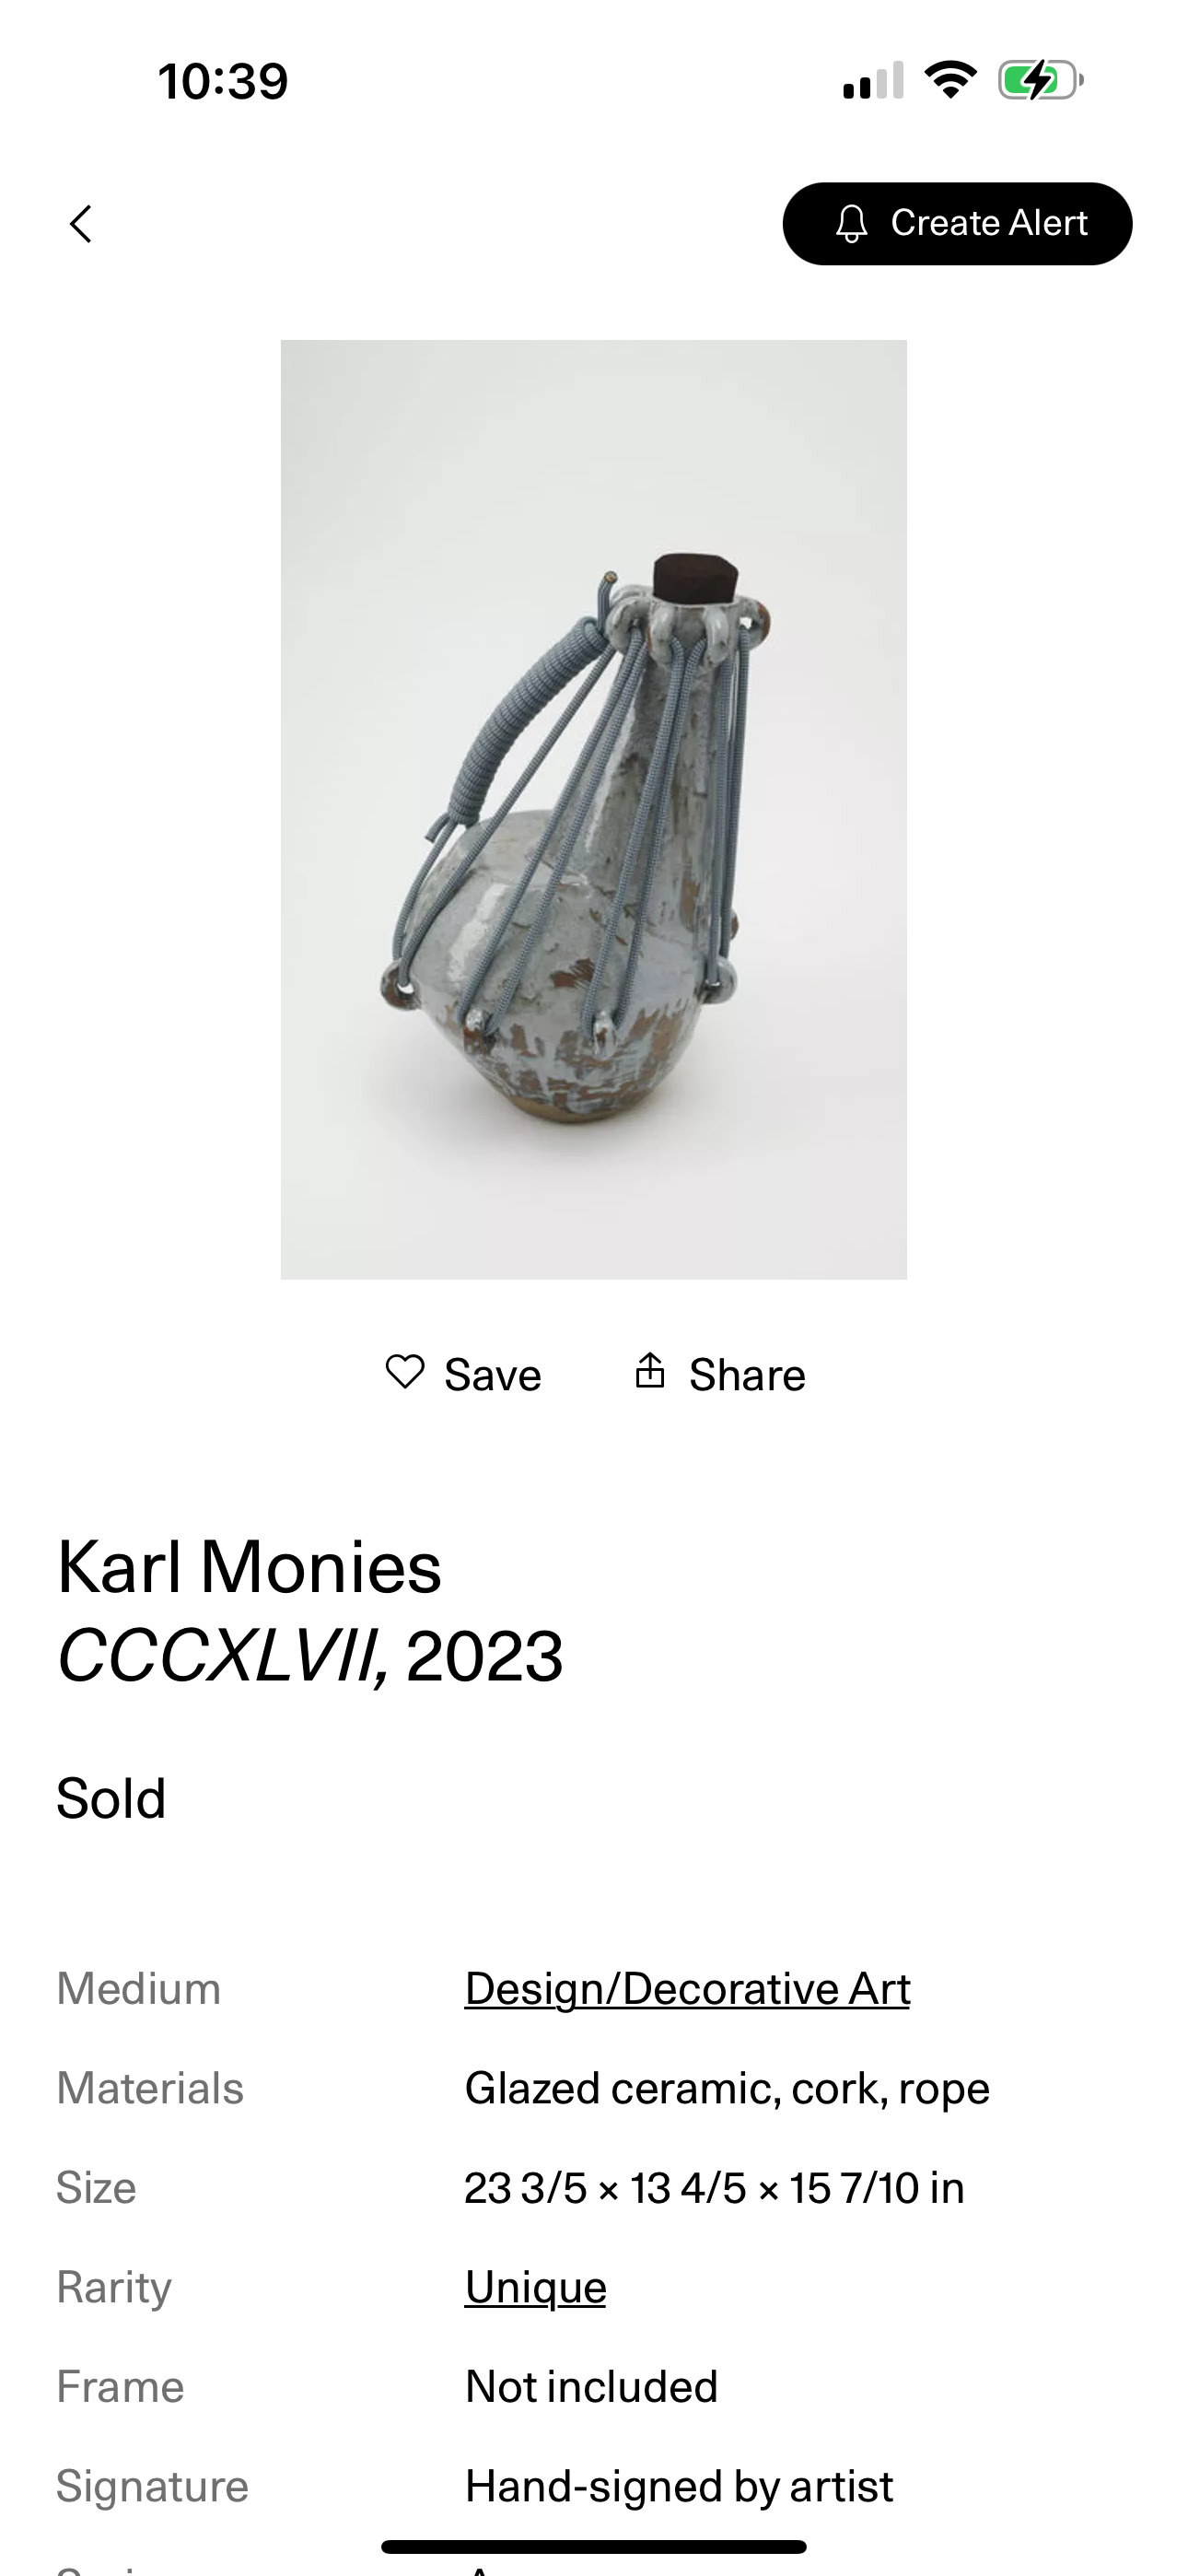 10:39
Create Alert
Save Share
Karl Monies
CCCXLVII, 2023
Sold
Medium Design/Decorative Art
Materials Glazed ceramic, cork, rope
Size 23 3/5 × 13 4/5 × 15 7/10 in
Rarity Unique
Frame Not included
Signature Hand-signed by artist